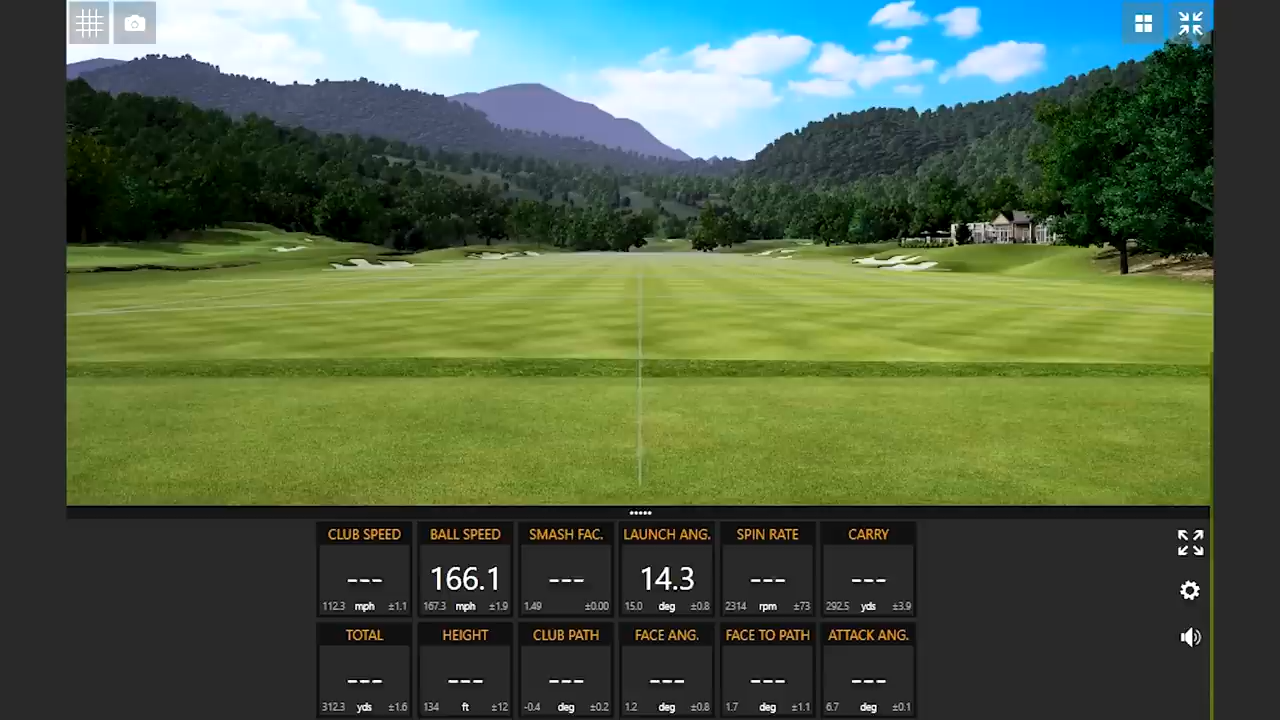 CLUB SPEED BALL SPEED SMASH FAC. LAUNCH ANG. SPIN RATE CARRY
--- 166.1 --- 14.3 --- ---
112.3 mph ±1.1 167.3 mph ±1.9 1.49 ±0.00 15.0 deg ±0.8 2314 rpm ±73 292.5 yds ±3.9
TOTAL HEIGHT CLUB PATH FACE ANG. FACE TO PATH ATTACK ANG.
--- --- --- --- --- ---
312.3 yds ±1.6 134 ft ±12 -0.4 deg ±0.2 1.2 deg ±0.8 1.7 deg ±1.1 6.7 deg ±0.1